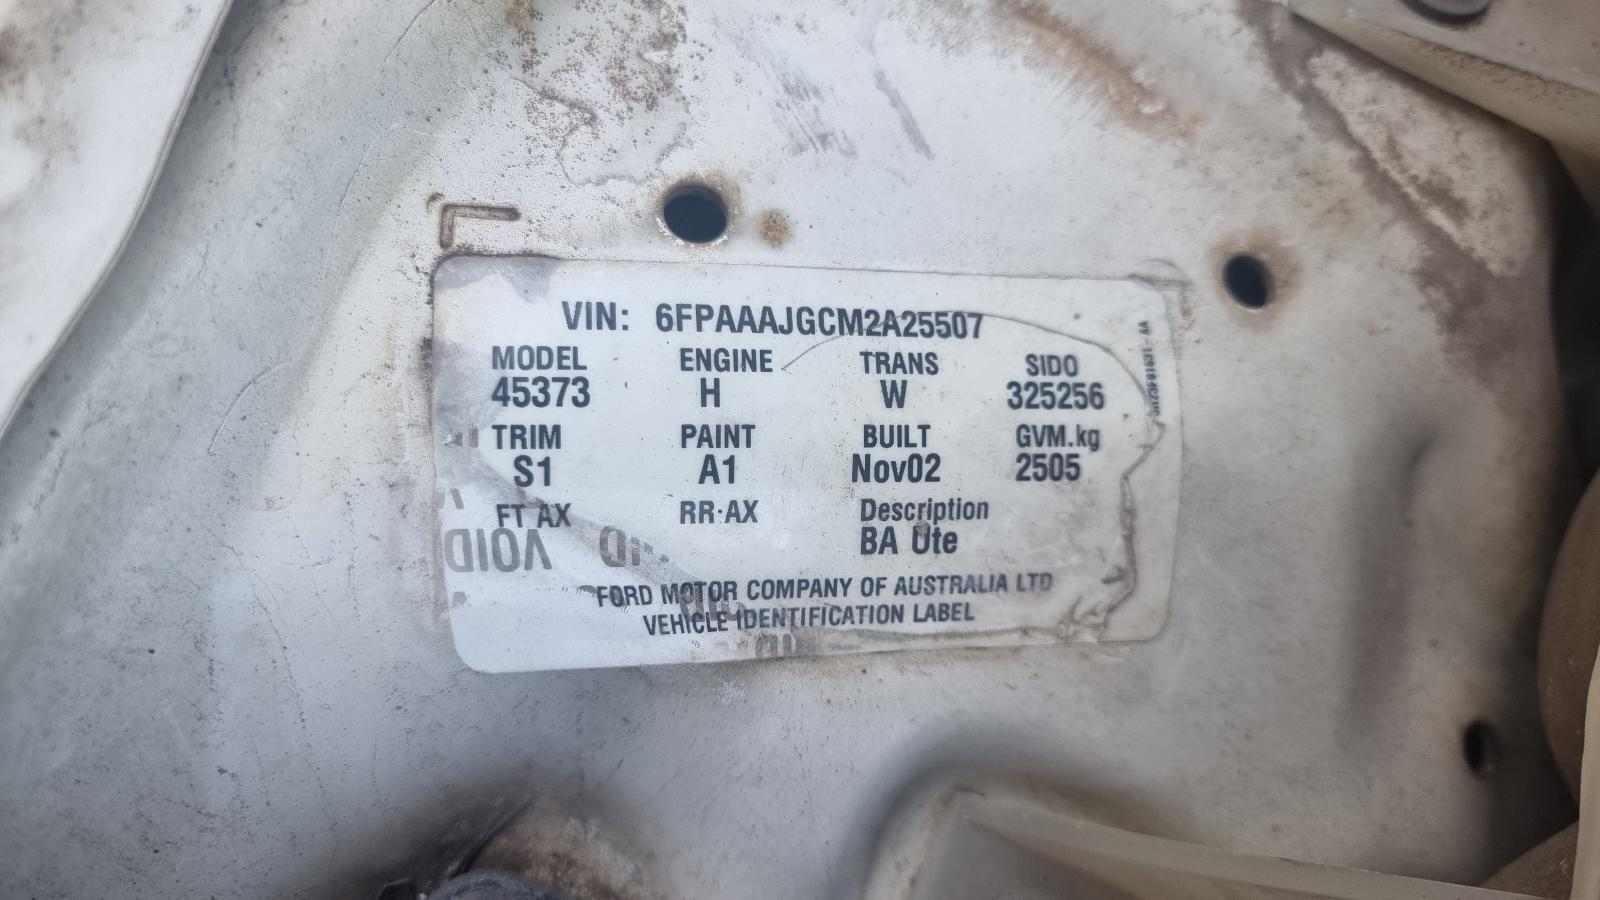 VIN: 6FPAAAJGCM2A25507
MODEL ENGINE TRANS SIDO
45373 H W 325256
TRIM PAINT BUILT GVM.kg
S1 A1 Nov02 2505
FT AX RR·AX Description
BA Ute
VOID
FORD MOTOR COMPANY OF AUSTRALIA LTD
VEHICLE IDENTIFICATION LABEL